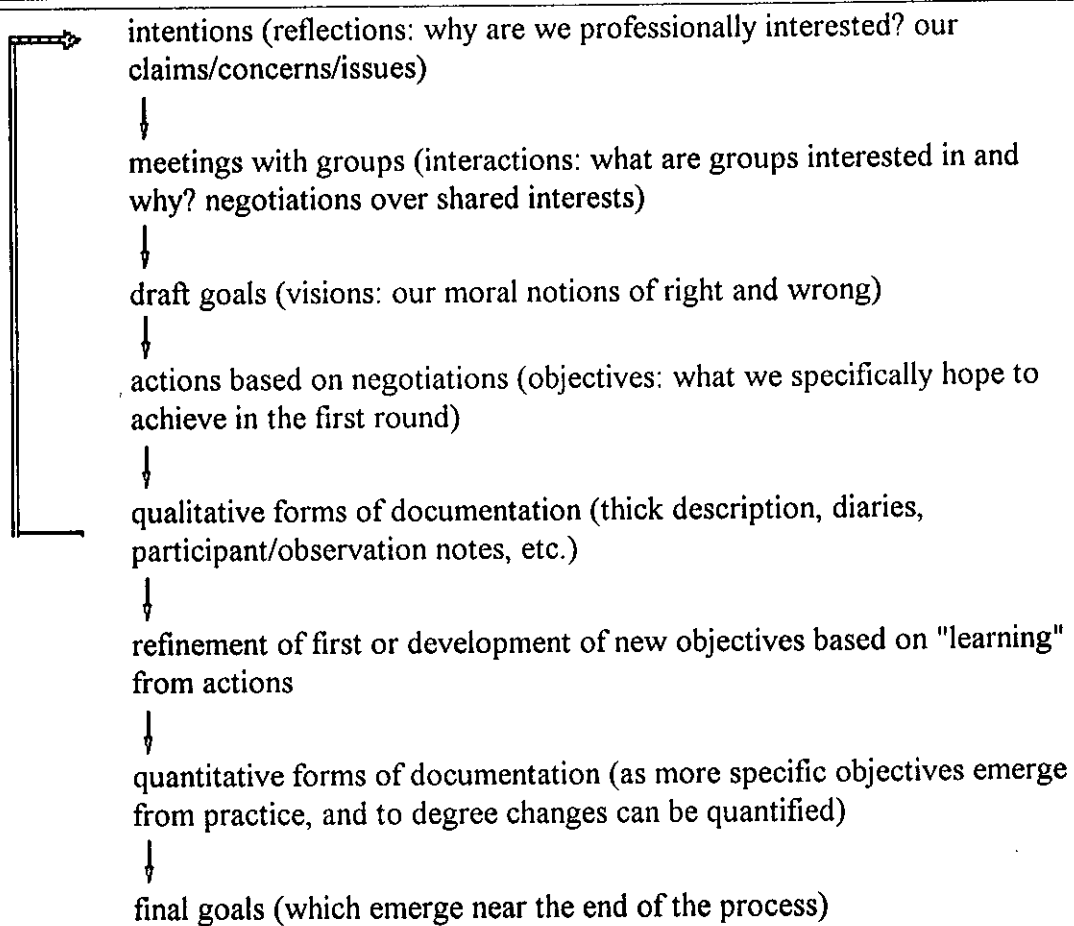 intentions (reflections: why are we professionally interested? our
claims/concerns/issues)
meetings with groups (interactions: what are groups interested in and
why? negotiations over shared interests)
draft goals (visions: our moral notions of right and wrong)
actions based on negotiations (objectives: what we specifically hope to
achieve in the first round)
qualitative forms of documentation (thick description, diaries,
participant/observation notes, etc.)
refinement of first or development of new objectives based on "learning"
from actions
quantitative forms of documentation (as more specific objectives emerge
from practice, and to degree changes can be quantified)
final goals (which emerge near the end of the process)